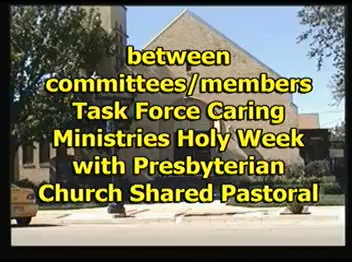 between
committees/members
Task Force Caring
Ministries Holy Week
with Presbyterian
Church Shared Pastoral